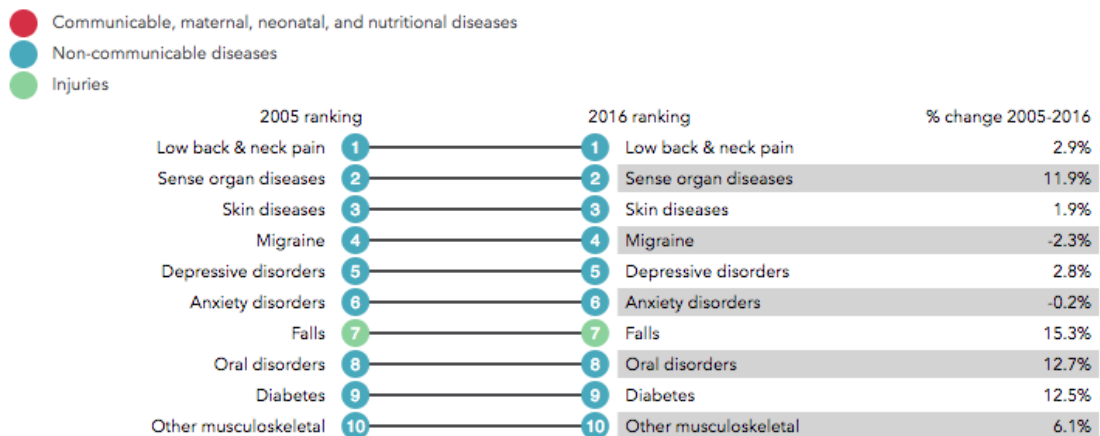 Communicable, maternal, neonatal, and nutritional diseases
Non-communicable diseases
Injuries
2005 ranking 2016 ranking % change 2005-2016
Low back & neck pain 1 1 Low back & neck pain 2.9%
Sense organ diseases 2 2 Sense organ diseases 11.9%
Skin diseases 3 3 Skin diseases 1.9%
Migraine 4 4 Migraine -2.3%
Depressive disorders 5 5 Depressive disorders 2.8%
Anxiety disorders 6 6 Anxiety disorders -0.2%
Falls 7 7 Falls 15.3%
Oral disorders 8 8 Oral disorders 12.7%
Diabetes 9 9 Diabetes 12.5%
Other musculoskeletal 10 10 Other musculoskeletal 6.1%